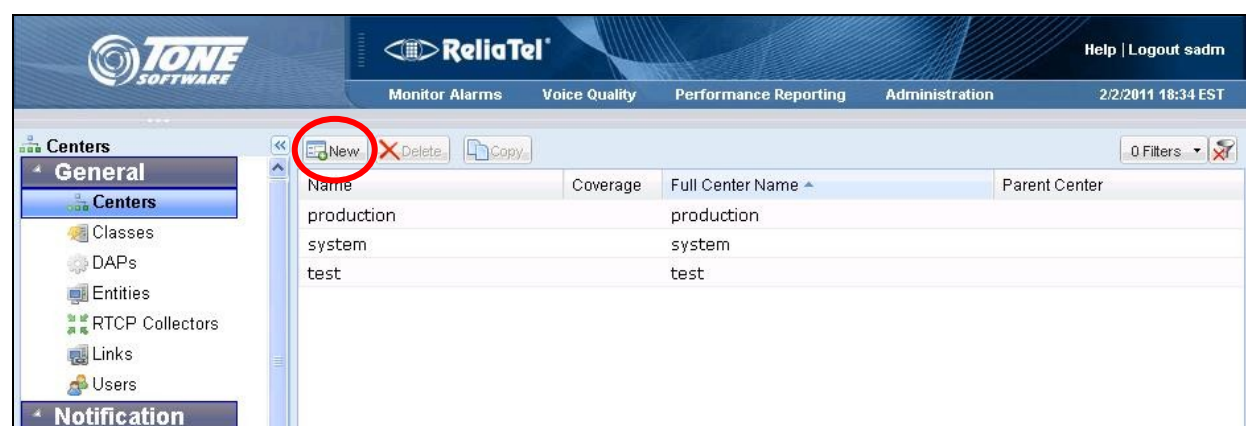 TONE SOFTWARE
ReliaTel
Help | Logout sadm
Monitor Alarms Voice Quality Performance Reporting Administration 2/2/2011 18:34 EST
Centers
New Delete Copy 0 Filters
General
Name Coverage Full Center Name Parent Center
Centers
production production
Classes
system system
DAPs
test test
Entities
RTCP Collectors
Links
Users
Notification